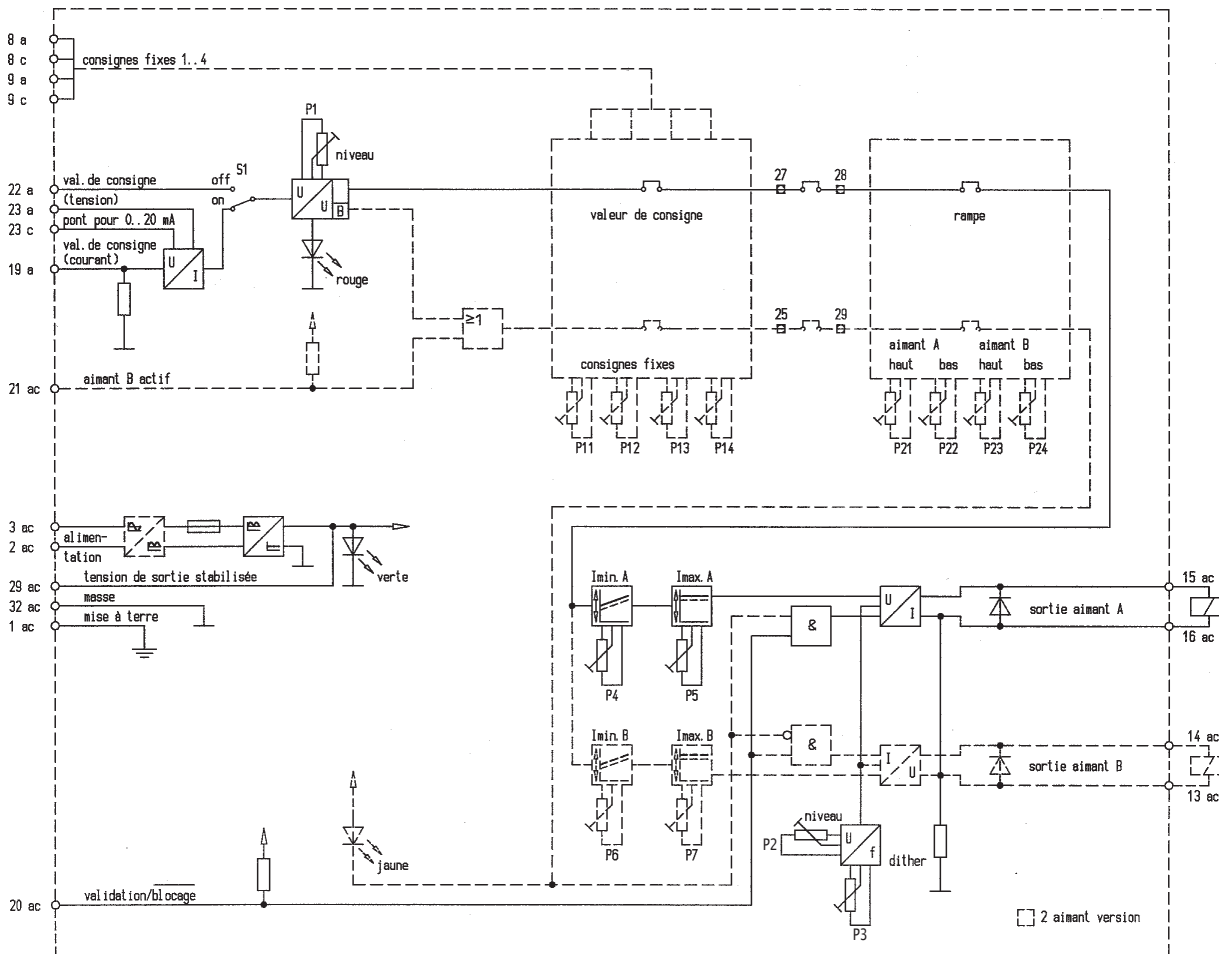 8 a
8 c
consignes fixes 1..4
9 a
9 c
P1
niveau
S1
off
on
22 a
val. de consigne
(tension)
23 a
23 c
pont pour 0..20 mA
val. de consigne
(courant)
19 a
U
I
U
U
B
rouge
≥1
21 ac
aimant B actif
valeur de consigne
consignes fixes
P11
P12
P13
P14
27
28
25
29
rampe
aimant A
aimant B
haut
bas
haut
bas
P21
P22
P23
P24
3 ac
2 ac
alimen-
tation
verte
29 ac
tension de sortie stabilisée
32 ac
masse
1 ac
mise à terre
Imin. A
Imax. A
P4
P5
&
U
I
sortie aimant A
15 ac
16 ac
Imin. B
Imax. B
P6
P7
&
I
U
sortie aimant B
14 ac
13 ac
jaune
niveau
P2
U
f
dither
P3
20 ac
validation/blocage
2 aimant version